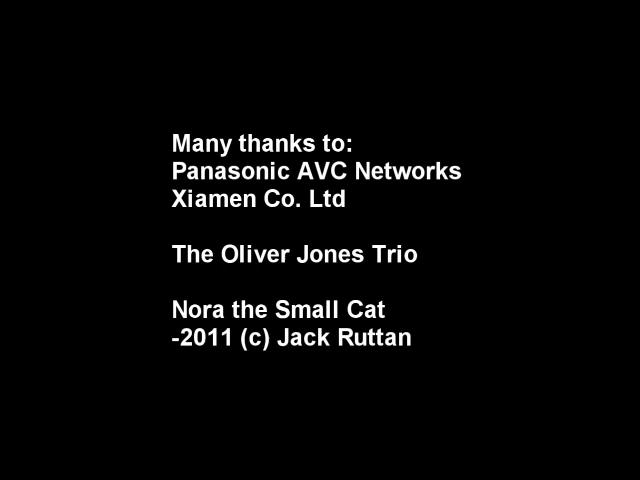 Many thanks to:
Panasonic AVC Networks
Xiamen Co. Ltd
The Oliver Jones Trio
Nora the Small Cat
-2011 (c) Jack Ruttan